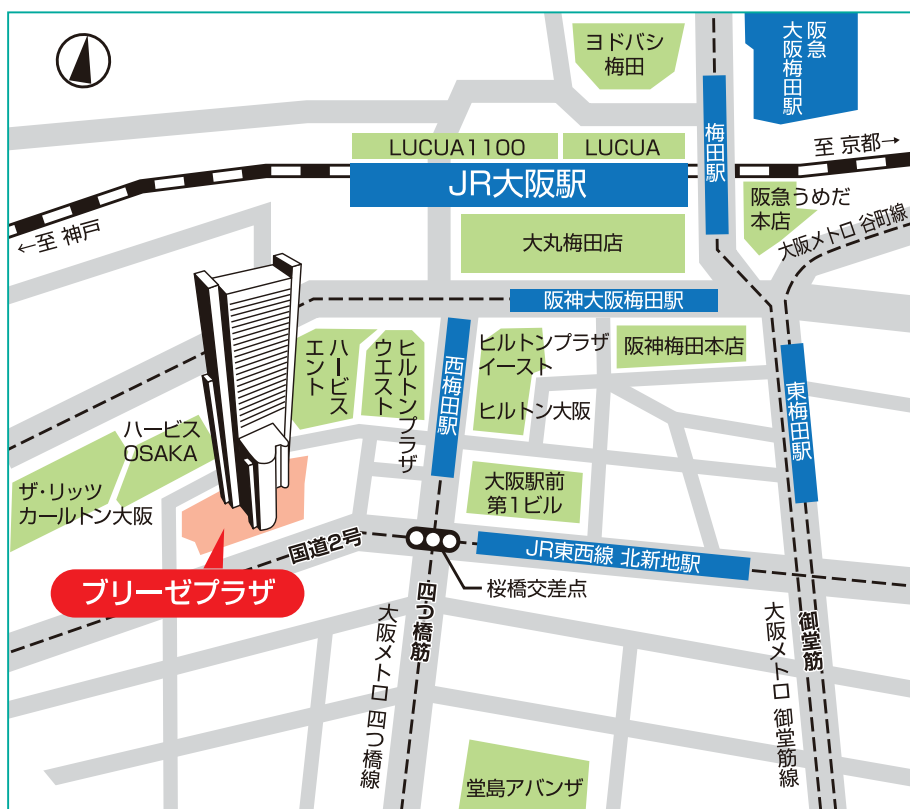 ヨドバシ
梅田
阪急
大阪梅田駅
梅田駅
LUCUA1100
LUCUA
至 京都→
JR大阪駅
阪急うめだ
本店
←至 神戸
大丸梅田店
大阪メトロ 谷町線
阪神大阪梅田駅
ハービス
エント
ヒルトンプラザ
ウエスト
西梅田駅
ヒルトンプラザ
イースト
ヒルトン大阪
阪神梅田本店
東梅田駅
ハービス
OSAKA
ザ・リッツ
カールトン大阪
大阪駅前
第1ビル
国道2号
JR東西線 北新地駅
ブリーゼプラザ
桜橋交差点
四つ橋筋
大阪メトロ 四つ橋線
御堂筋
大阪メトロ 御堂筋線
堂島アバンザ